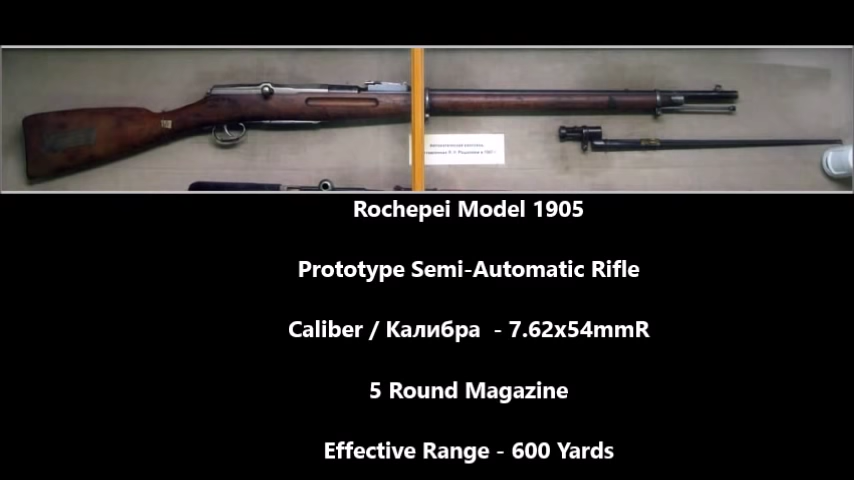 Rochepei Model 1905
Prototype Semi-Automatic Rifle
Caliber / Калибра - 7.62x54mmR
5 Round Magazine
Effective Range - 600 Yards